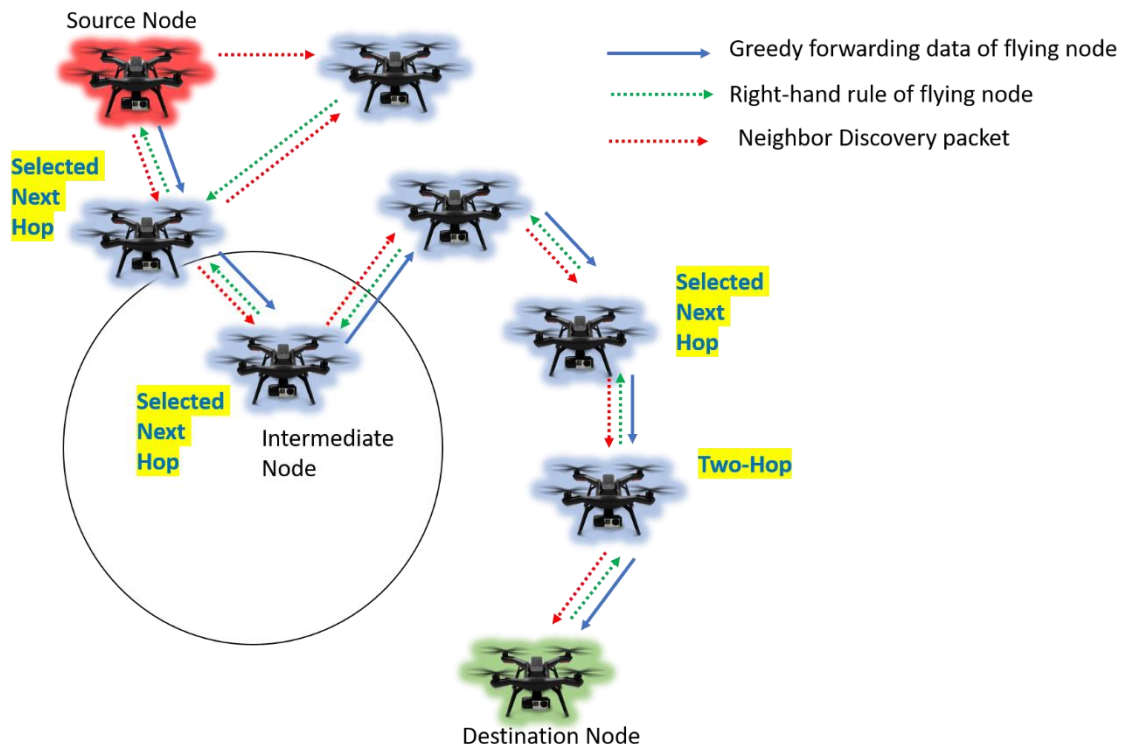 Source Node
Greedy forwarding data of flying node
Right-hand rule of flying node
Neighbor Discovery packet
Selected
Next
Hop
Selected
Next
Hop
Selected
Next
Hop
Intermediate
Node
Two-Hop
Destination Node